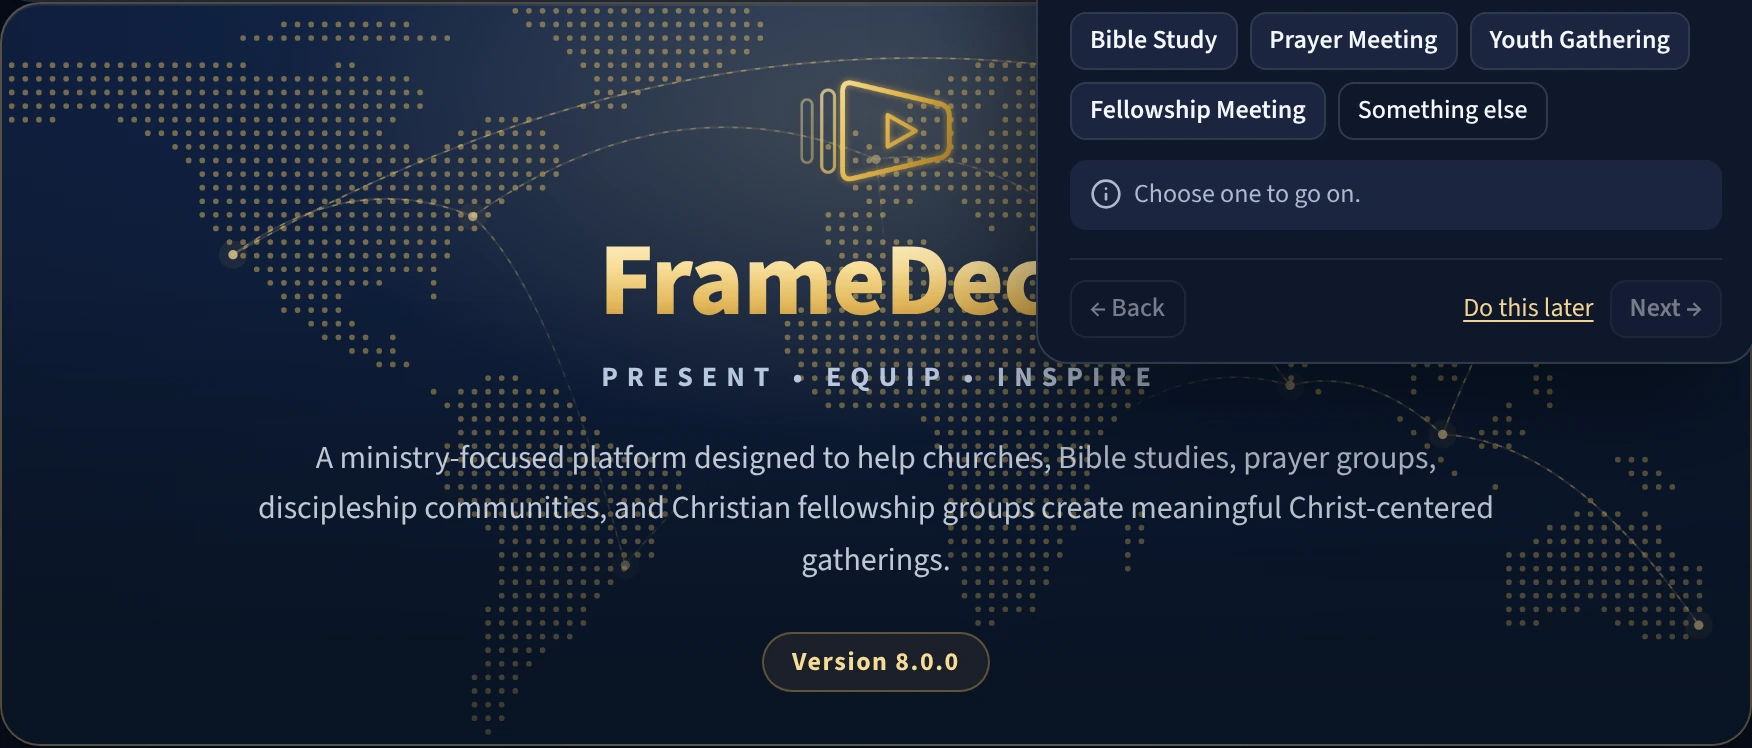 Bible Study
Prayer Meeting
Youth Gathering
Fellowship Meeting
Something else
Choose one to go on.
← Back
Do this later
Next →
FrameDec
PRESENT • EQUIP • INSPIRE
A ministry-focused platform designed to help churches, Bible studies, prayer groups,
discipleship communities, and Christian fellowship groups create meaningful Christ-centered
gatherings.
Version 8.0.0